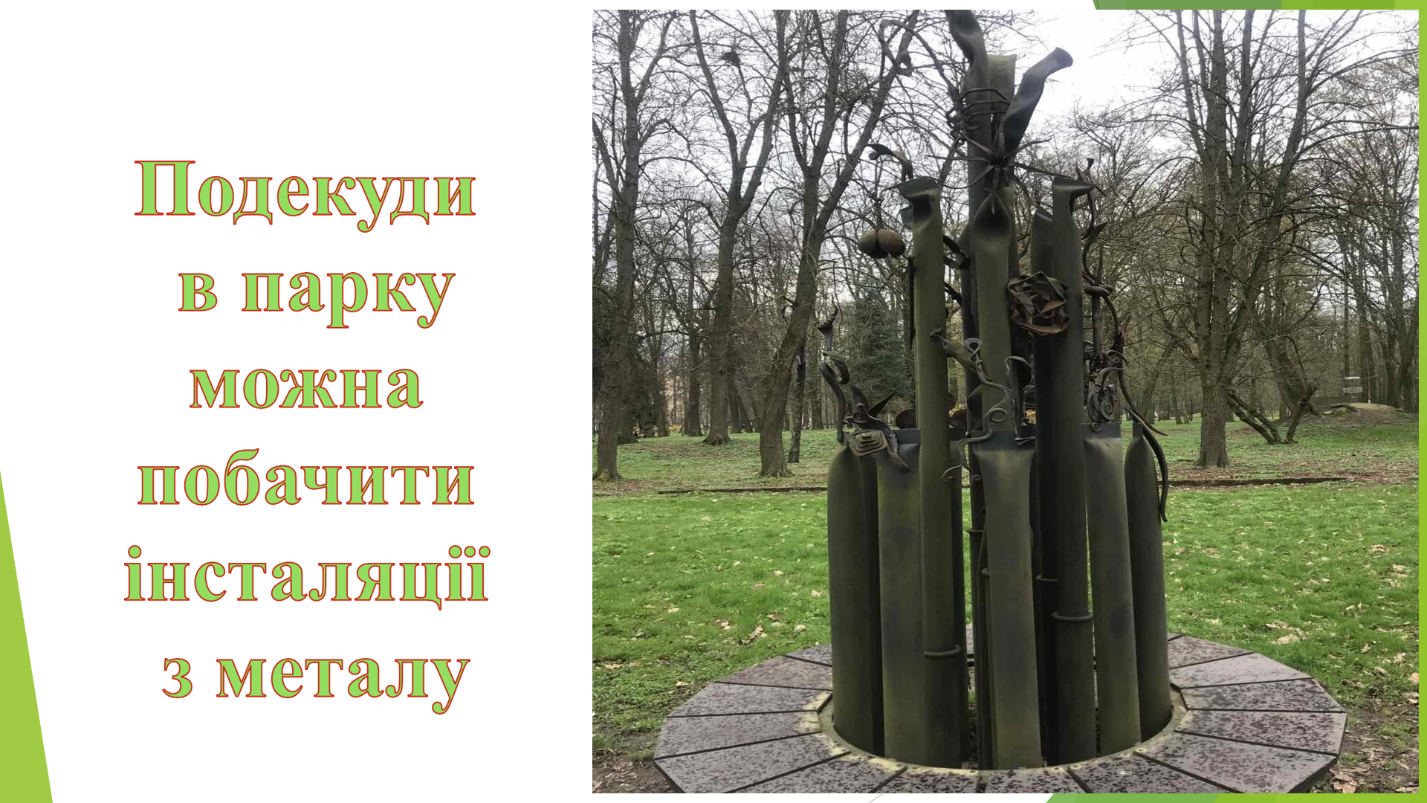 Подекуди
в парку
можна
побачити
інсталяції
з металу